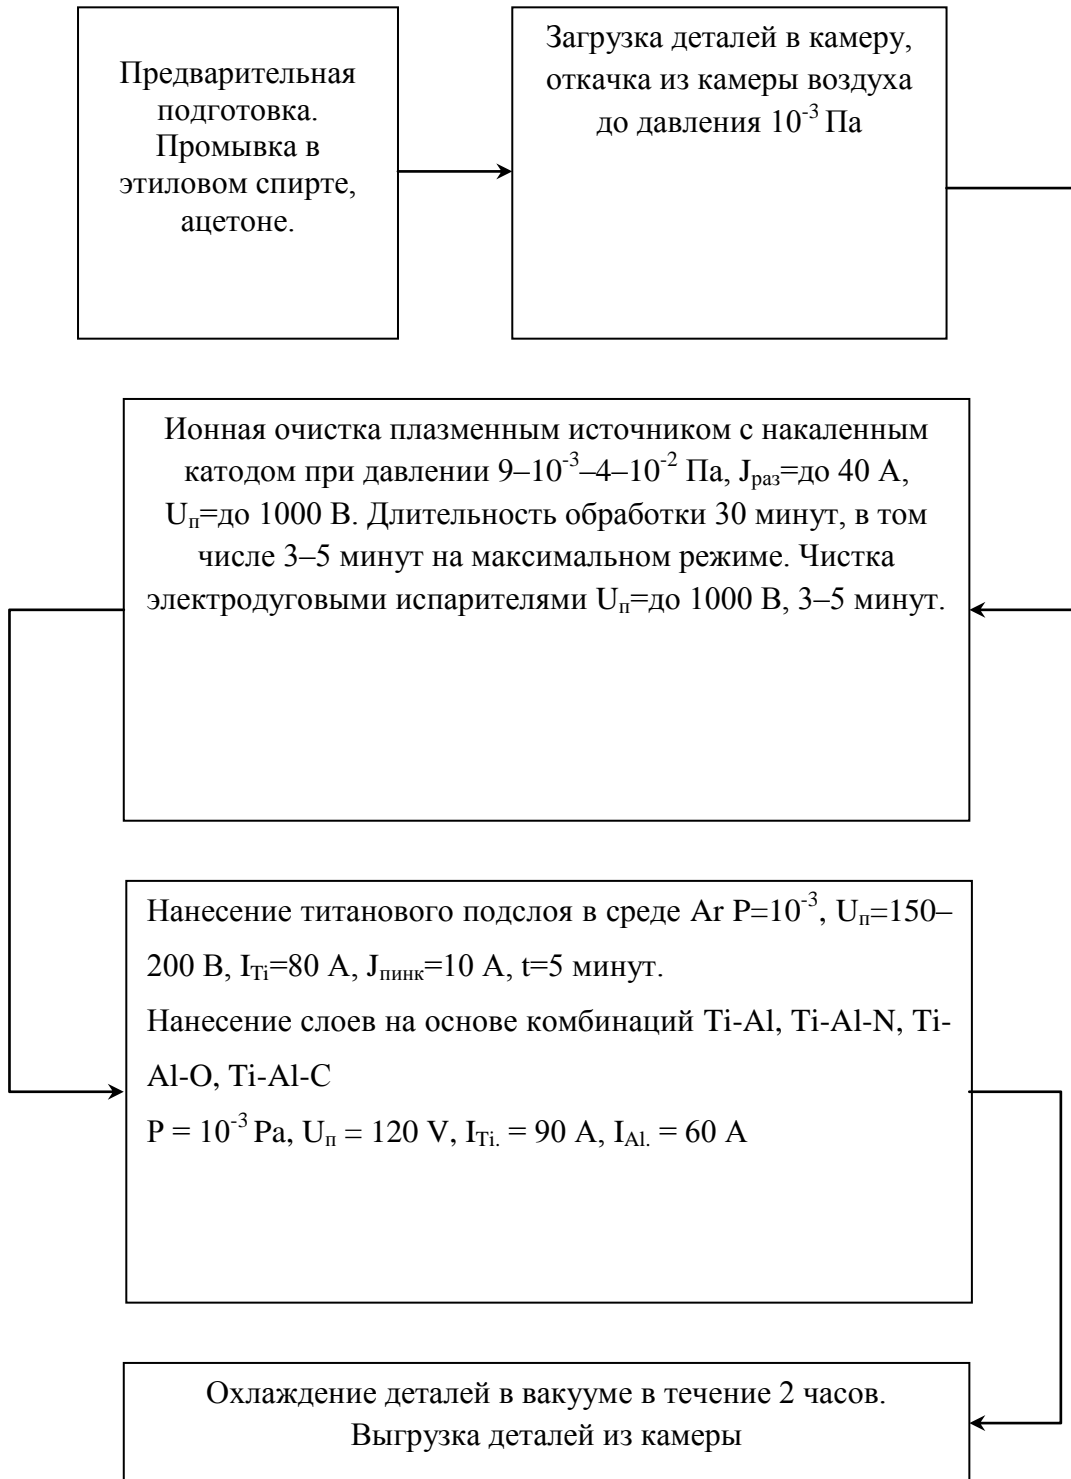 Предварительная
подготовка.
Промывка в
этиловом спирте,
ацетоне.
Загрузка деталей в камеру,
откачка из камеры воздуха
до давления 10⁻³ Па
Ионная очистка плазменным источником с накаленным
катодом при давлении 9–10⁻³–4–10⁻² Па, Jраз=до 40 А,
Uп=до 1000 В. Длительность обработки 30 минут, в том
числе 3–5 минут на максимальном режиме. Чистка
электродуговыми испарителями Uп=до 1000 В, 3–5 минут.
Нанесение титанового подслоя в среде Ar P=10⁻³, Uп=150–
200 В, ITi=80 А, Jпинк=10 А, t=5 минут.
Нанесение слоев на основе комбинаций Ti-Al, Ti-Al-N, Ti-
Al-O, Ti-Al-C
P = 10⁻³ Pa, Uп = 120 V, ITi. = 90 A, IAl. = 60 A
Охлаждение деталей в вакууме в течение 2 часов.
Выгрузка деталей из камеры